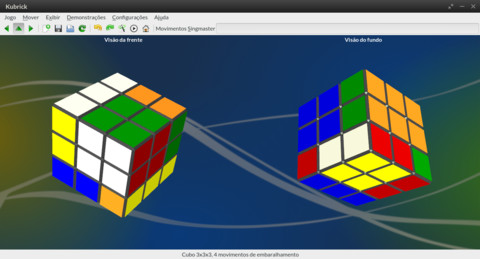 Kubrick
Jogo Mover Exibir Demonstrações Configurações Ajuda
Movimentos Singmaster
Visão da frente
Visão do fundo
Cubo 3x3x3. 4 movimentos de embaralhamento